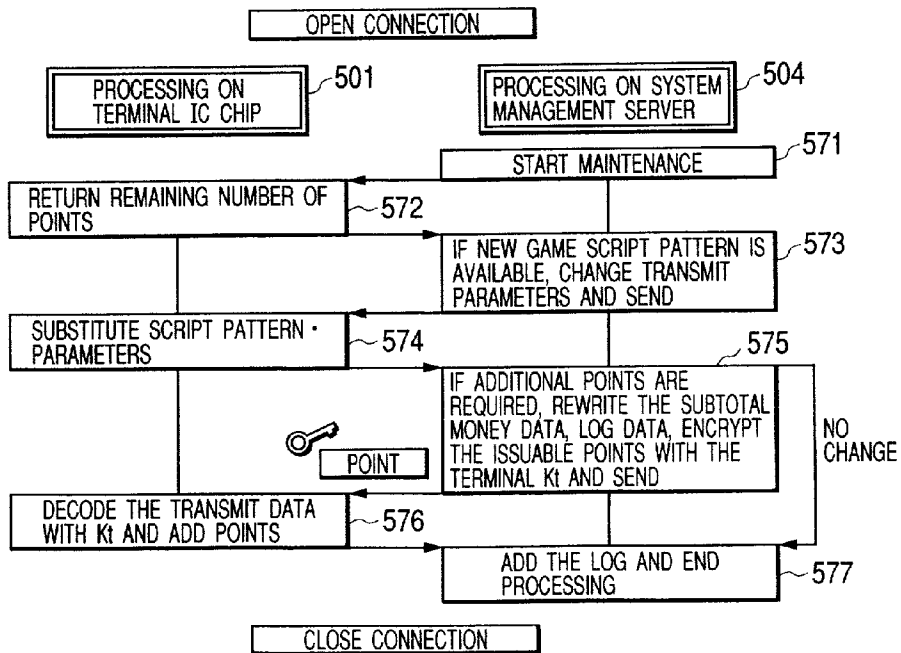 OPEN CONNECTION
PROCESSING ON
TERMINAL IC CHIP
501
PROCESSING ON SYSTEM
MANAGEMENT SERVER
504
START MAINTENANCE
571
RETURN REMAINING NUMBER OF
POINTS
572
IF NEW GAME SCRIPT PATTERN IS
AVAILABLE, CHANGE TRANSMIT
PARAMETERS AND SEND
573
SUBSTITUTE SCRIPT PATTERN・
PARAMETERS
574
575
IF ADDITIONAL POINTS ARE
REQUIRED, REWRITE THE SUBTOTAL
MONEY DATA, LOG DATA, ENCRYPT
THE ISSUABLE POINTS WITH THE
TERMINAL Kt AND SEND
NO
CHANGE
POINT
DECODE THE TRANSMIT DATA
WITH Kt AND ADD POINTS
576
ADD THE LOG AND END
PROCESSING
577
CLOSE CONNECTION